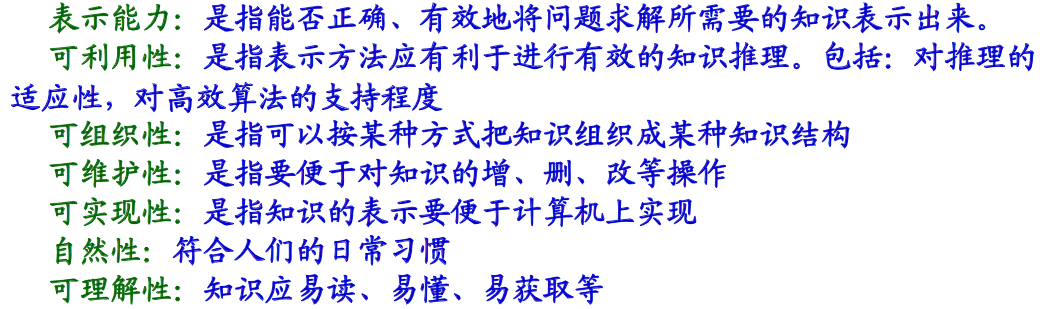 表示能力：是指能否正确、有效地将问题求解所需要的知识表示出来。
可利用性：是指表示方法应有利于进行有效的知识推理。包括：对推理的
适应性，对高效算法的支持程度
可组织性：是指可以按某种方式把知识组织成某种知识结构
可维护性：是指要便于对知识的增、删、改等操作
可实现性：是指知识的表示要便于计算机上实现
自然性：符合人们的日常习惯
可理解性：知识应易读、易懂、易获取等